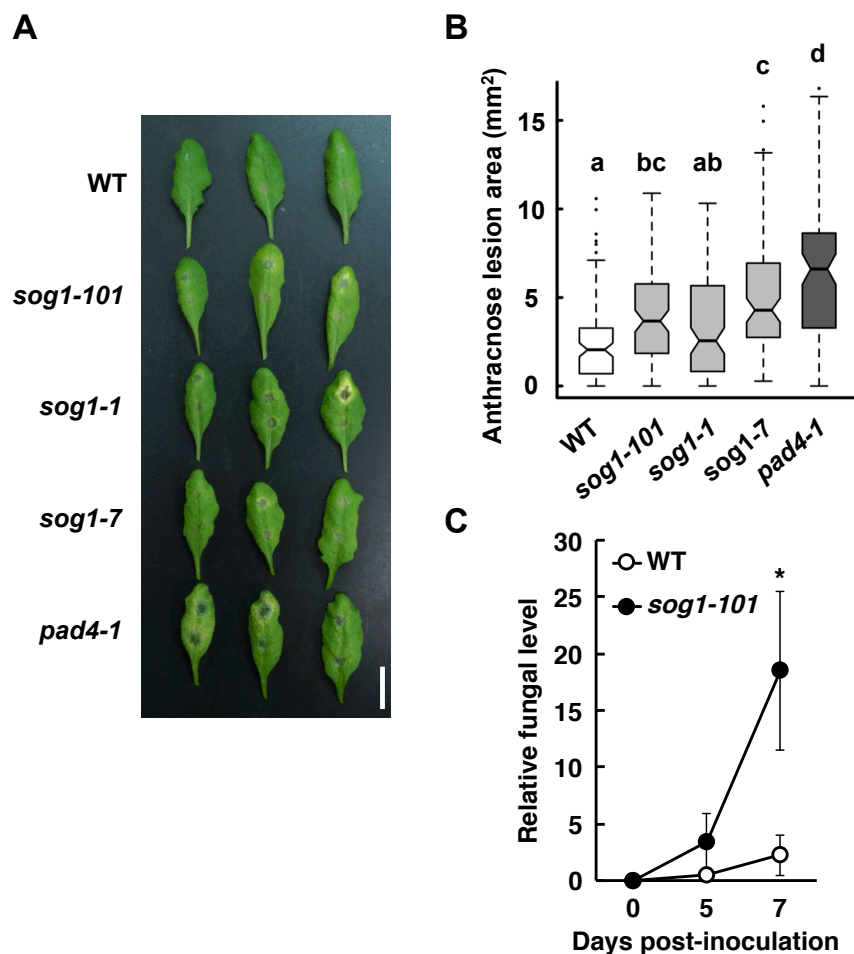 A
WT
sog1-101
sog1-1
sog1-7
pad4-1
B
Anthracnose lesion area (mm²)
15
10
5
0
a
bc
ab
c
d
WT
sog1-101
sog1-1
sog1-7
pad4-1
C
Relative fungal level
30
25
20
15
10
5
0
WT
sog1-101
*
0 5 7
Days post-inoculation